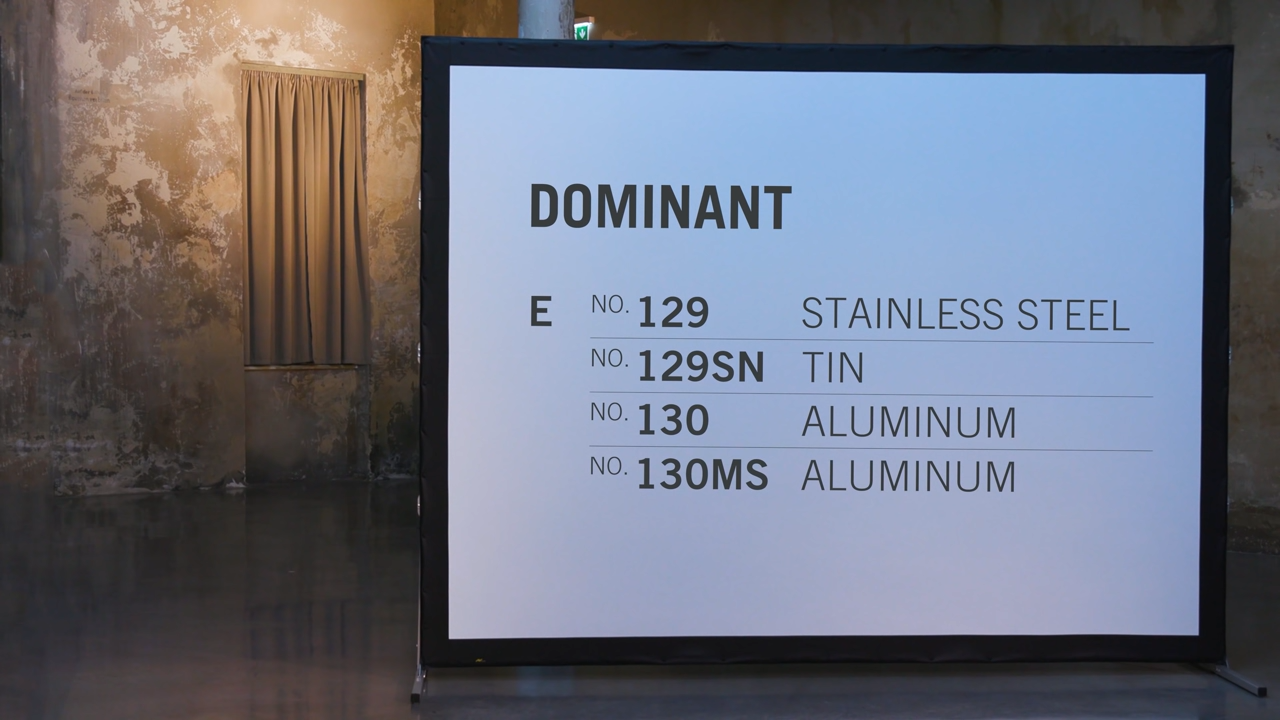 DOMINANT
E NO. 129 STAINLESS STEEL
NO. 129SN TIN
NO. 130 ALUMINUM
NO. 130MS ALUMINUM